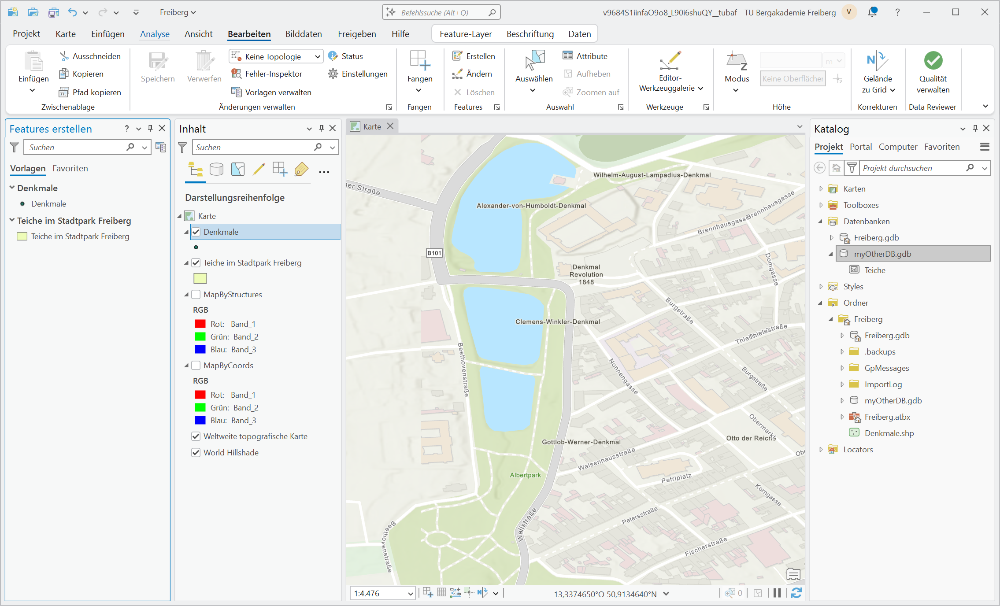 Freiberg
Befehlssuche (Alt+Q)
v9684S1iinfaO9o8_L90i6shuQY__tubaf - TU Bergakademie Freiberg
V
?
Projekt
Karte
Einfügen
Analyse
Ansicht
Bearbeiten
Bilddaten
Freigeben
Hilfe
Feature-Layer
Beschriftung
Daten
Einfügen
Ausschneiden
Kopieren
Pfad kopieren
Zwischenablage
Speichern
Verwerfen
Keine Topologie
Fehler-Inspektor
Vorlagen verwalten
Status
Einstellungen
Änderungen verwalten
Fangen
Fangen
Erstellen
Ändern
Löschen
Features
Auswählen
Attribute
Aufheben
Zoomen auf
Auswahl
Editor-
Werkzeuggalerie
Werkzeuge
Modus
m
Keine Oberflächen
Höhe
Gelände
zu Grid
Korrekturen
Qualität
verwalten
Data Reviewer
Features erstellen
?
Suchen
Vorlagen
Favoriten
Denkmale
Denkmale
Teiche im Stadtpark Freiberg
Teiche im Stadtpark Freiberg
Inhalt
Suchen
Darstellungsreihenfolge
Karte
Denkmale
Teiche im Stadtpark Freiberg
MapByStructures
RGB
Rot: Band_1
Grün: Band_2
Blau: Band_3
MapByCoords
RGB
Rot: Band_1
Grün: Band_2
Blau: Band_3
Weltweite topografische Karte
World Hillshade
Karte
Wilhelm-August-Lampadius-Denkmal
ner Straße
Alexander-von-Humboldt-Denkmal
Brennhausgasse
Brennhausgasse
B101
Denkmal
Revolution
1848
Domgasse
Burgstraße
Clemens-Winkler-Denkmal
Thielestraße
Beethovenstraße
Nonnengasse
Burgstraße
Obermarkt
Otto der Reiche
Gottlob-Werner-Denkmal
Waisenhausstraße
Albertpark
Petriplatz
Korngasse
Petersstraße
Wallstraße
Beethovenstraße
Fischerstraße
1:4.476
13,3374650°O 50,9134640°N
0
Katalog
Projekt
Portal
Computer
Favoriten
Projekt durchsuchen
Karten
Toolboxes
Datenbanken
Freiberg.gdb
myOtherDB.gdb
Teiche
Styles
Ordner
Freiberg
Freiberg.gdb
.backups
GpMessages
ImportLog
myOtherDB.gdb
Freiberg.atbx
Denkmale.shp
Locators